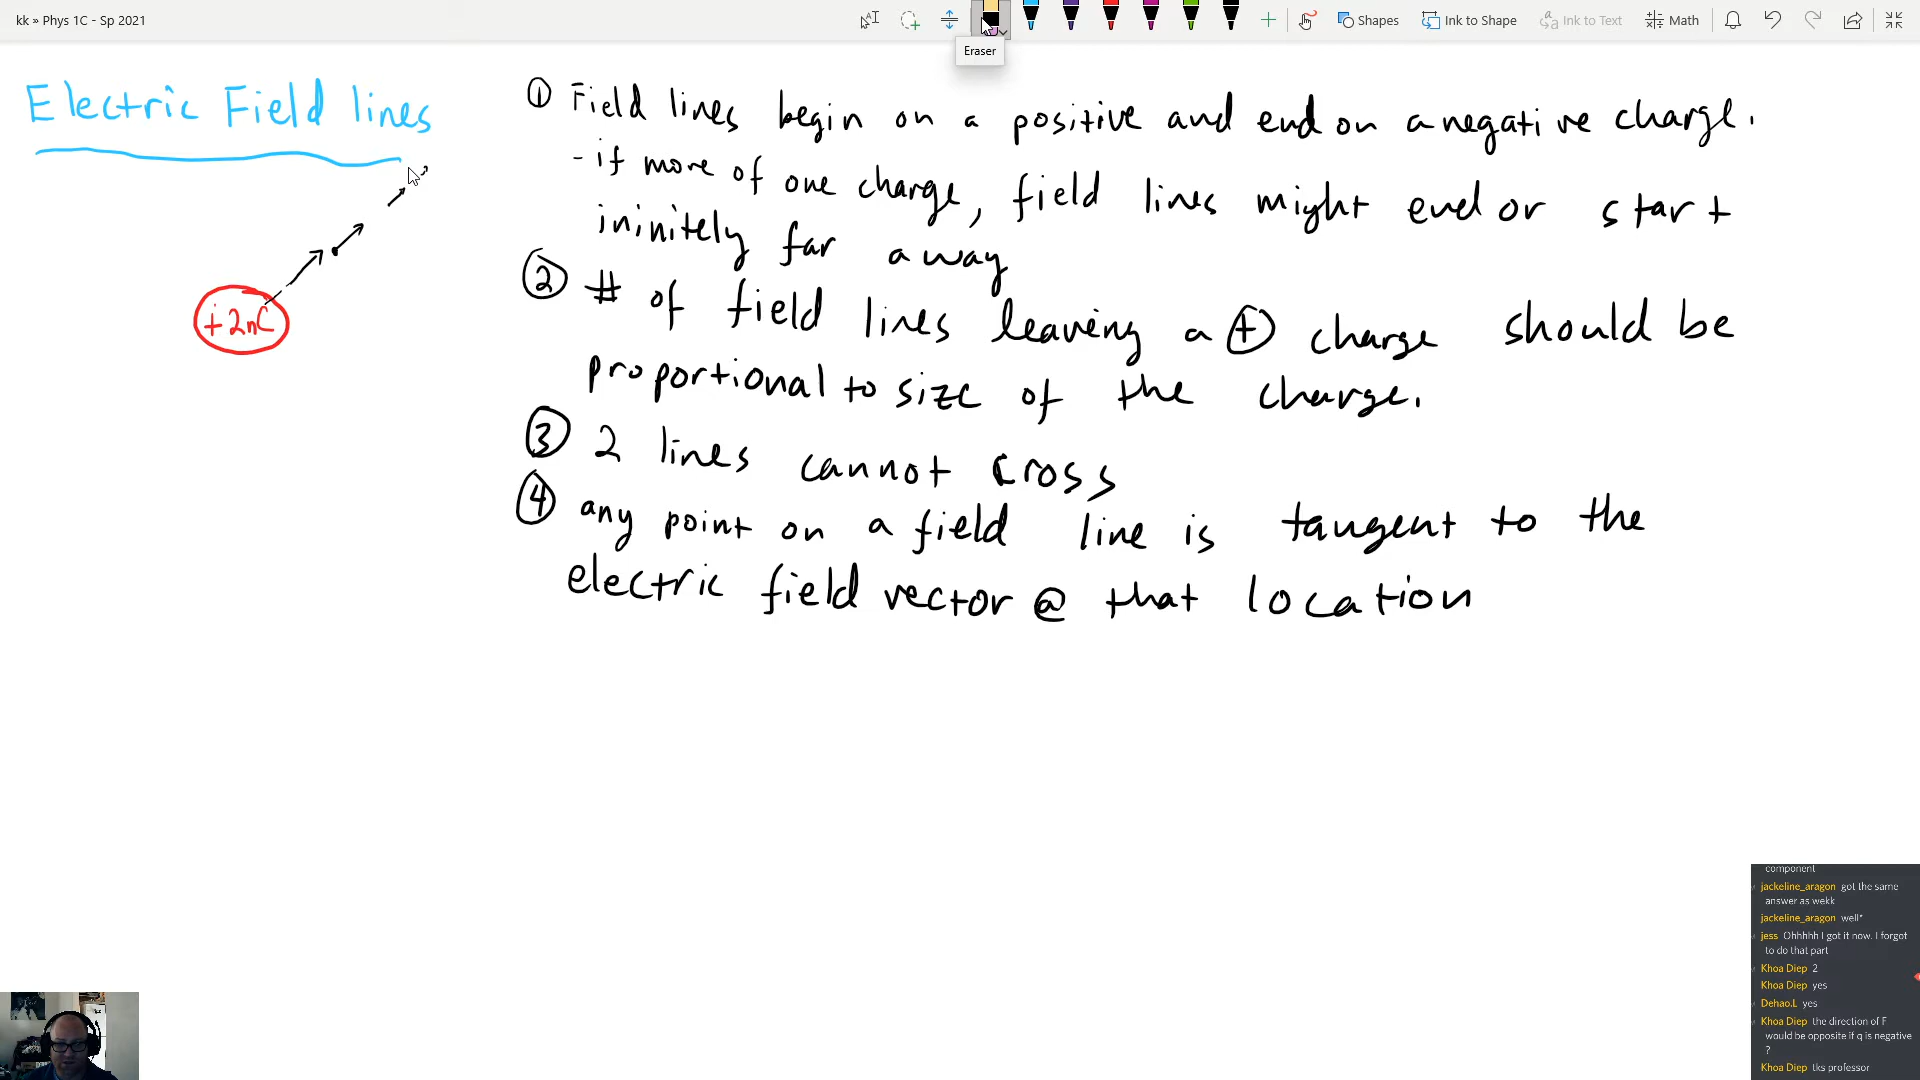 kk » Phys 1C - Sp 2021
Shapes
Ink to Shape
Ink to Text
Math
Eraser
Electric Field lines
+2nC
① Field lines begin on a positive and end on a negative charge.
- if more of one charge, field lines might end or start
ininitely far away
② # of field lines leaving a ⊕ charge should be
proportional to size of the charge.
③ 2 lines cannot cross
④ any point on a field line is tangent to the
electric field vector @ that location
component
jackeline_aragon got the same
answer as wekk
jackeline_aragon well*
jess Ohhhhh I got it now. I forgot
to do that part
Khoa Diep 2
Khoa Diep yes
Dehao.L yes
Khoa Diep the direction of F
would be opposite if q is negative
?
Khoa Diep tks professor